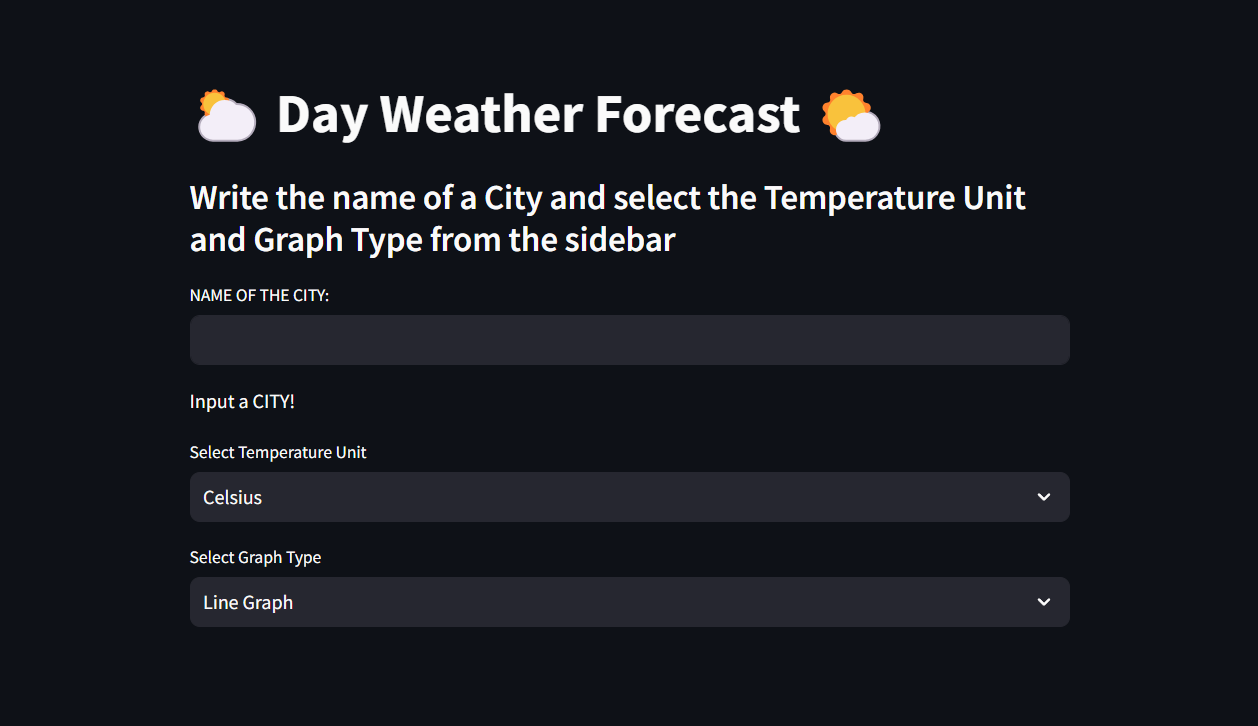 Day Weather Forecast
Write the name of a City and select the Temperature Unit
and Graph Type from the sidebar
NAME OF THE CITY:
Input a CITY!
Select Temperature Unit
Celsius
Select Graph Type
Line Graph